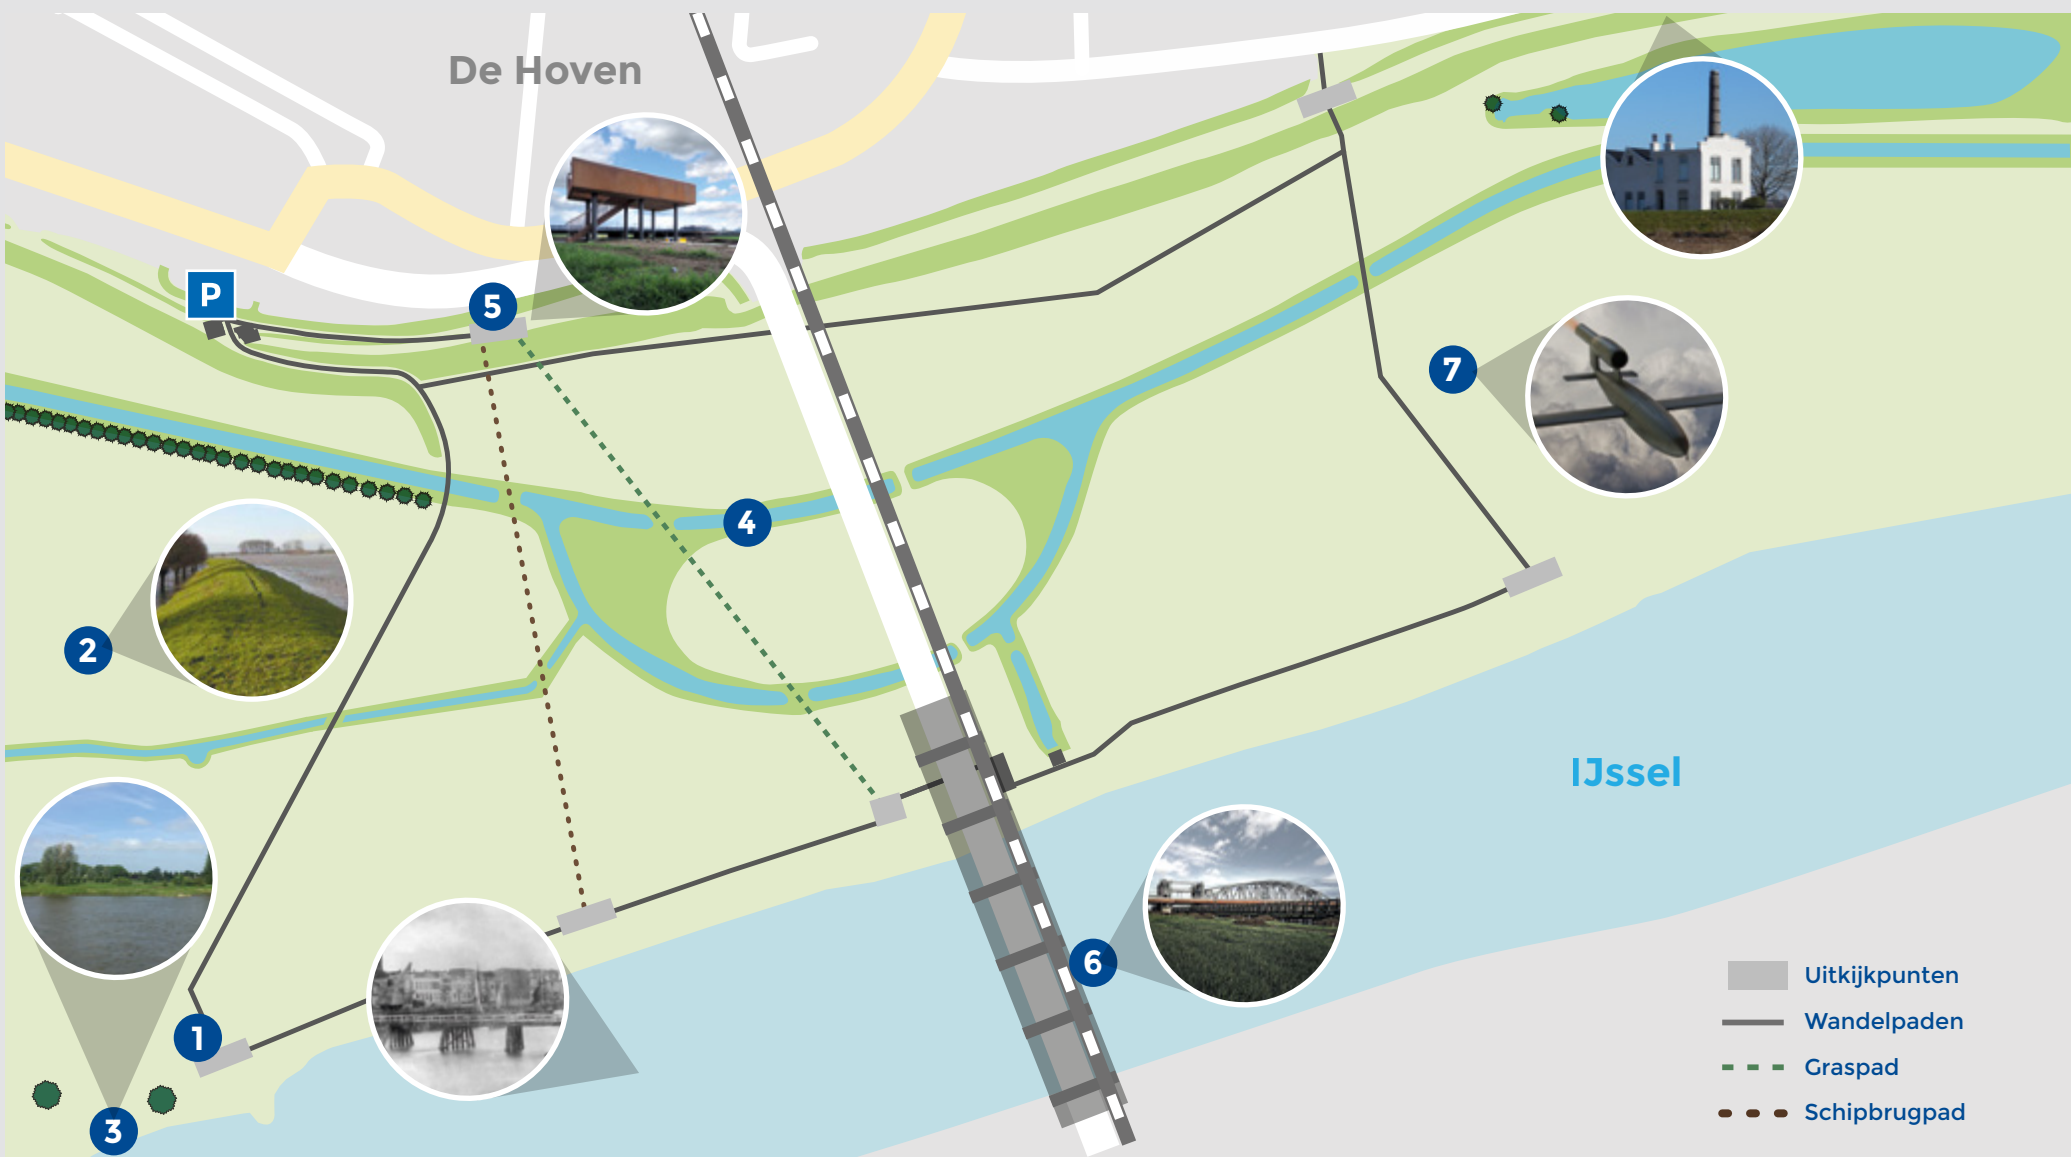 De Hoven
P
5
7
4
2
IJssel
6
1
3
Uitkijkpunten
Wandelpaden
Graspad
Schipbrugpad